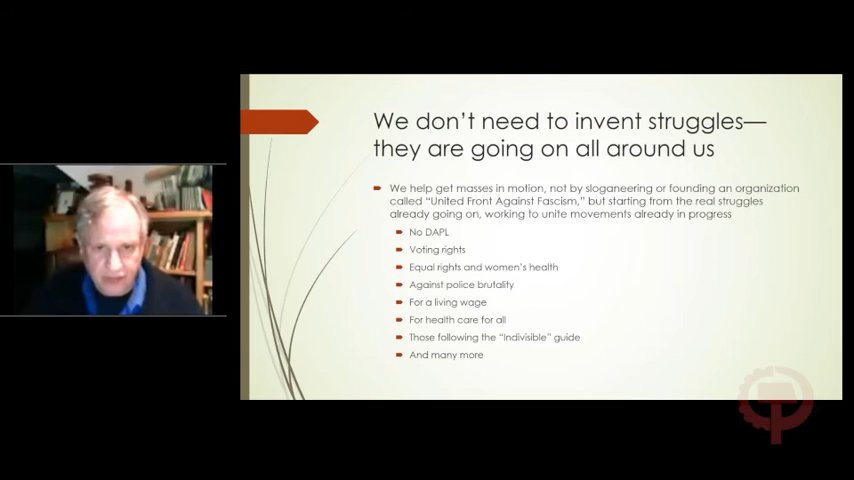 We don't need to invent struggles—
they are going on all around us
We help get masses in motion, not by sloganeering or founding an organization
called “United Front Against Fascism,” but starting from the real struggles
already going on, working to unite movements already in progress
No DAPL
Voting rights
Equal rights and women's health
Against police brutality
For a living wage
For health care for all
Those following the “Indivisible” guide
And many more